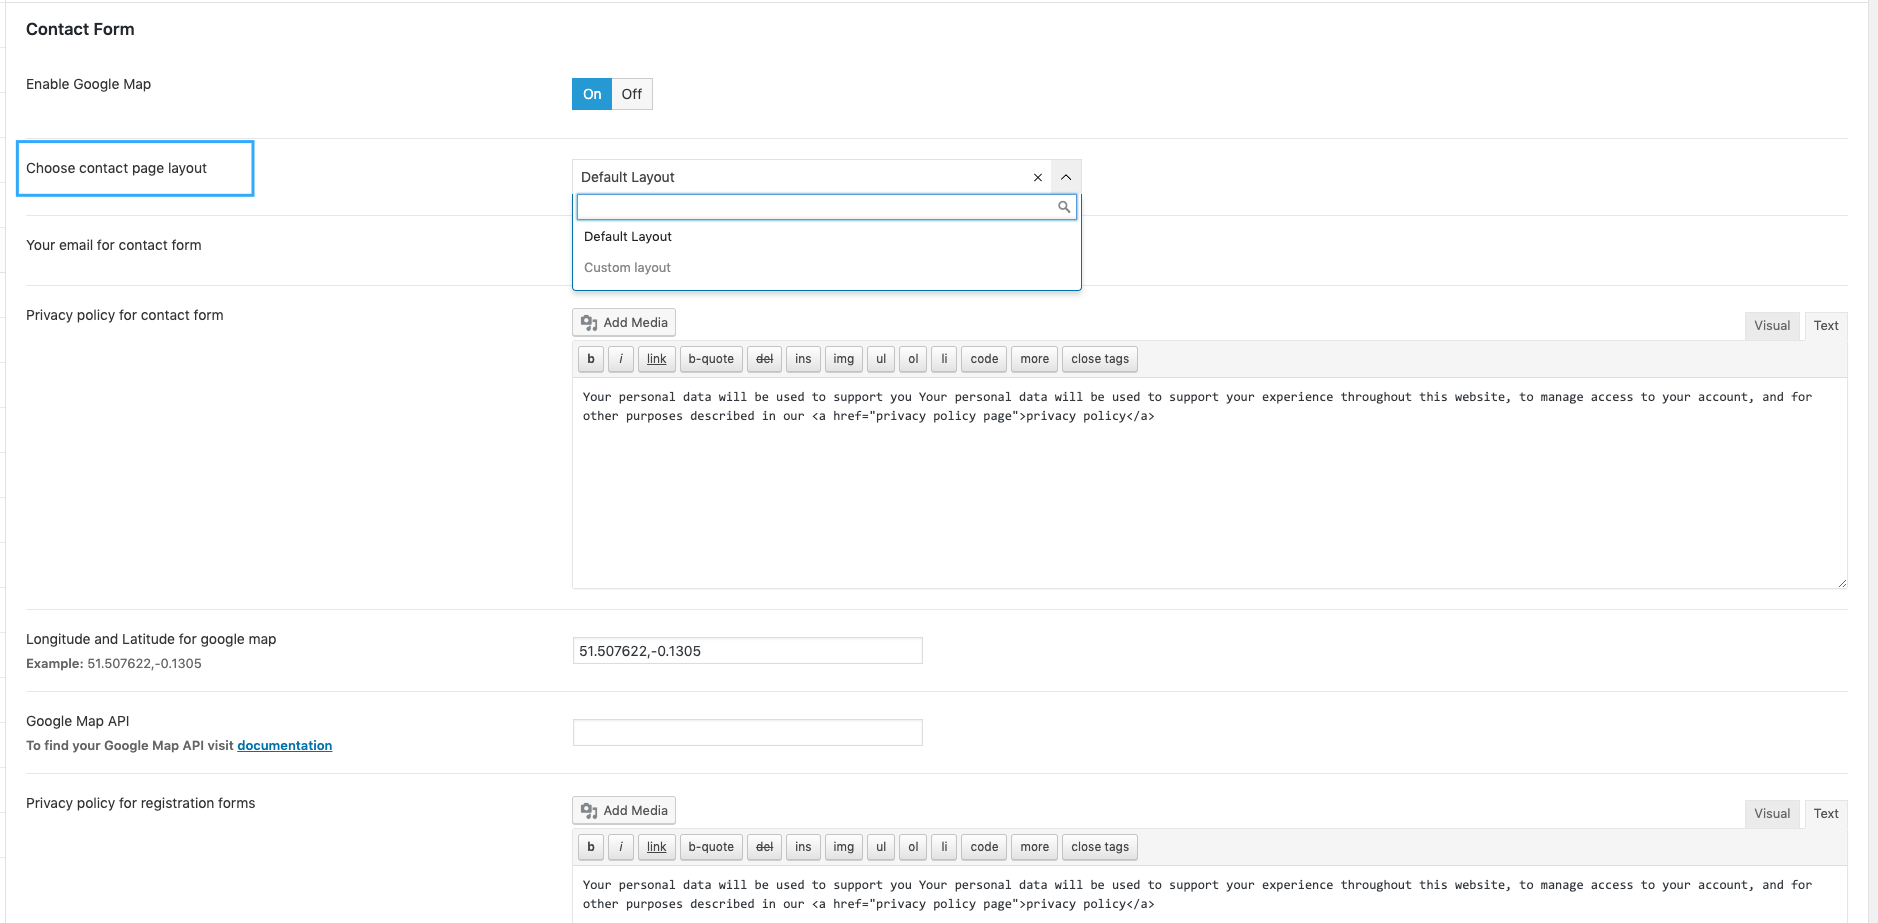 Contact Form
Enable Google Map
On Off
Choose contact page layout
Default Layout
Default Layout
Custom layout
Your email for contact form
Privacy policy for contact form
Add Media
Visual Text
b i link b-quote del ins img ul ol li code more close tags
Your personal data will be used to support you Your personal data will be used to support your experience throughout this website, to manage access to your account, and for
other purposes described in our <a href="privacy policy page">privacy policy</a>
Longitude and Latitude for google map
Example: 51.507622,-0.1305
51.507622,-0.1305
Google Map API
To find your Google Map API visit documentation
Privacy policy for registration forms
Add Media
Visual Text
b i link b-quote del ins img ul ol li code more close tags
Your personal data will be used to support you Your personal data will be used to support your experience throughout this website, to manage access to your account, and for
other purposes described in our <a href="privacy policy page">privacy policy</a>